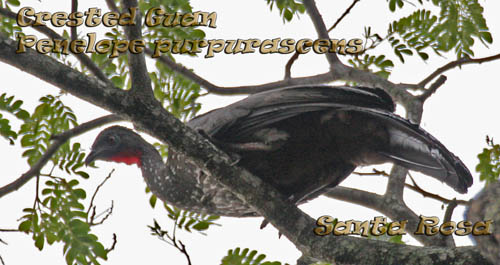 Crested Guan
Penelope purpurascens
Santa Rosa